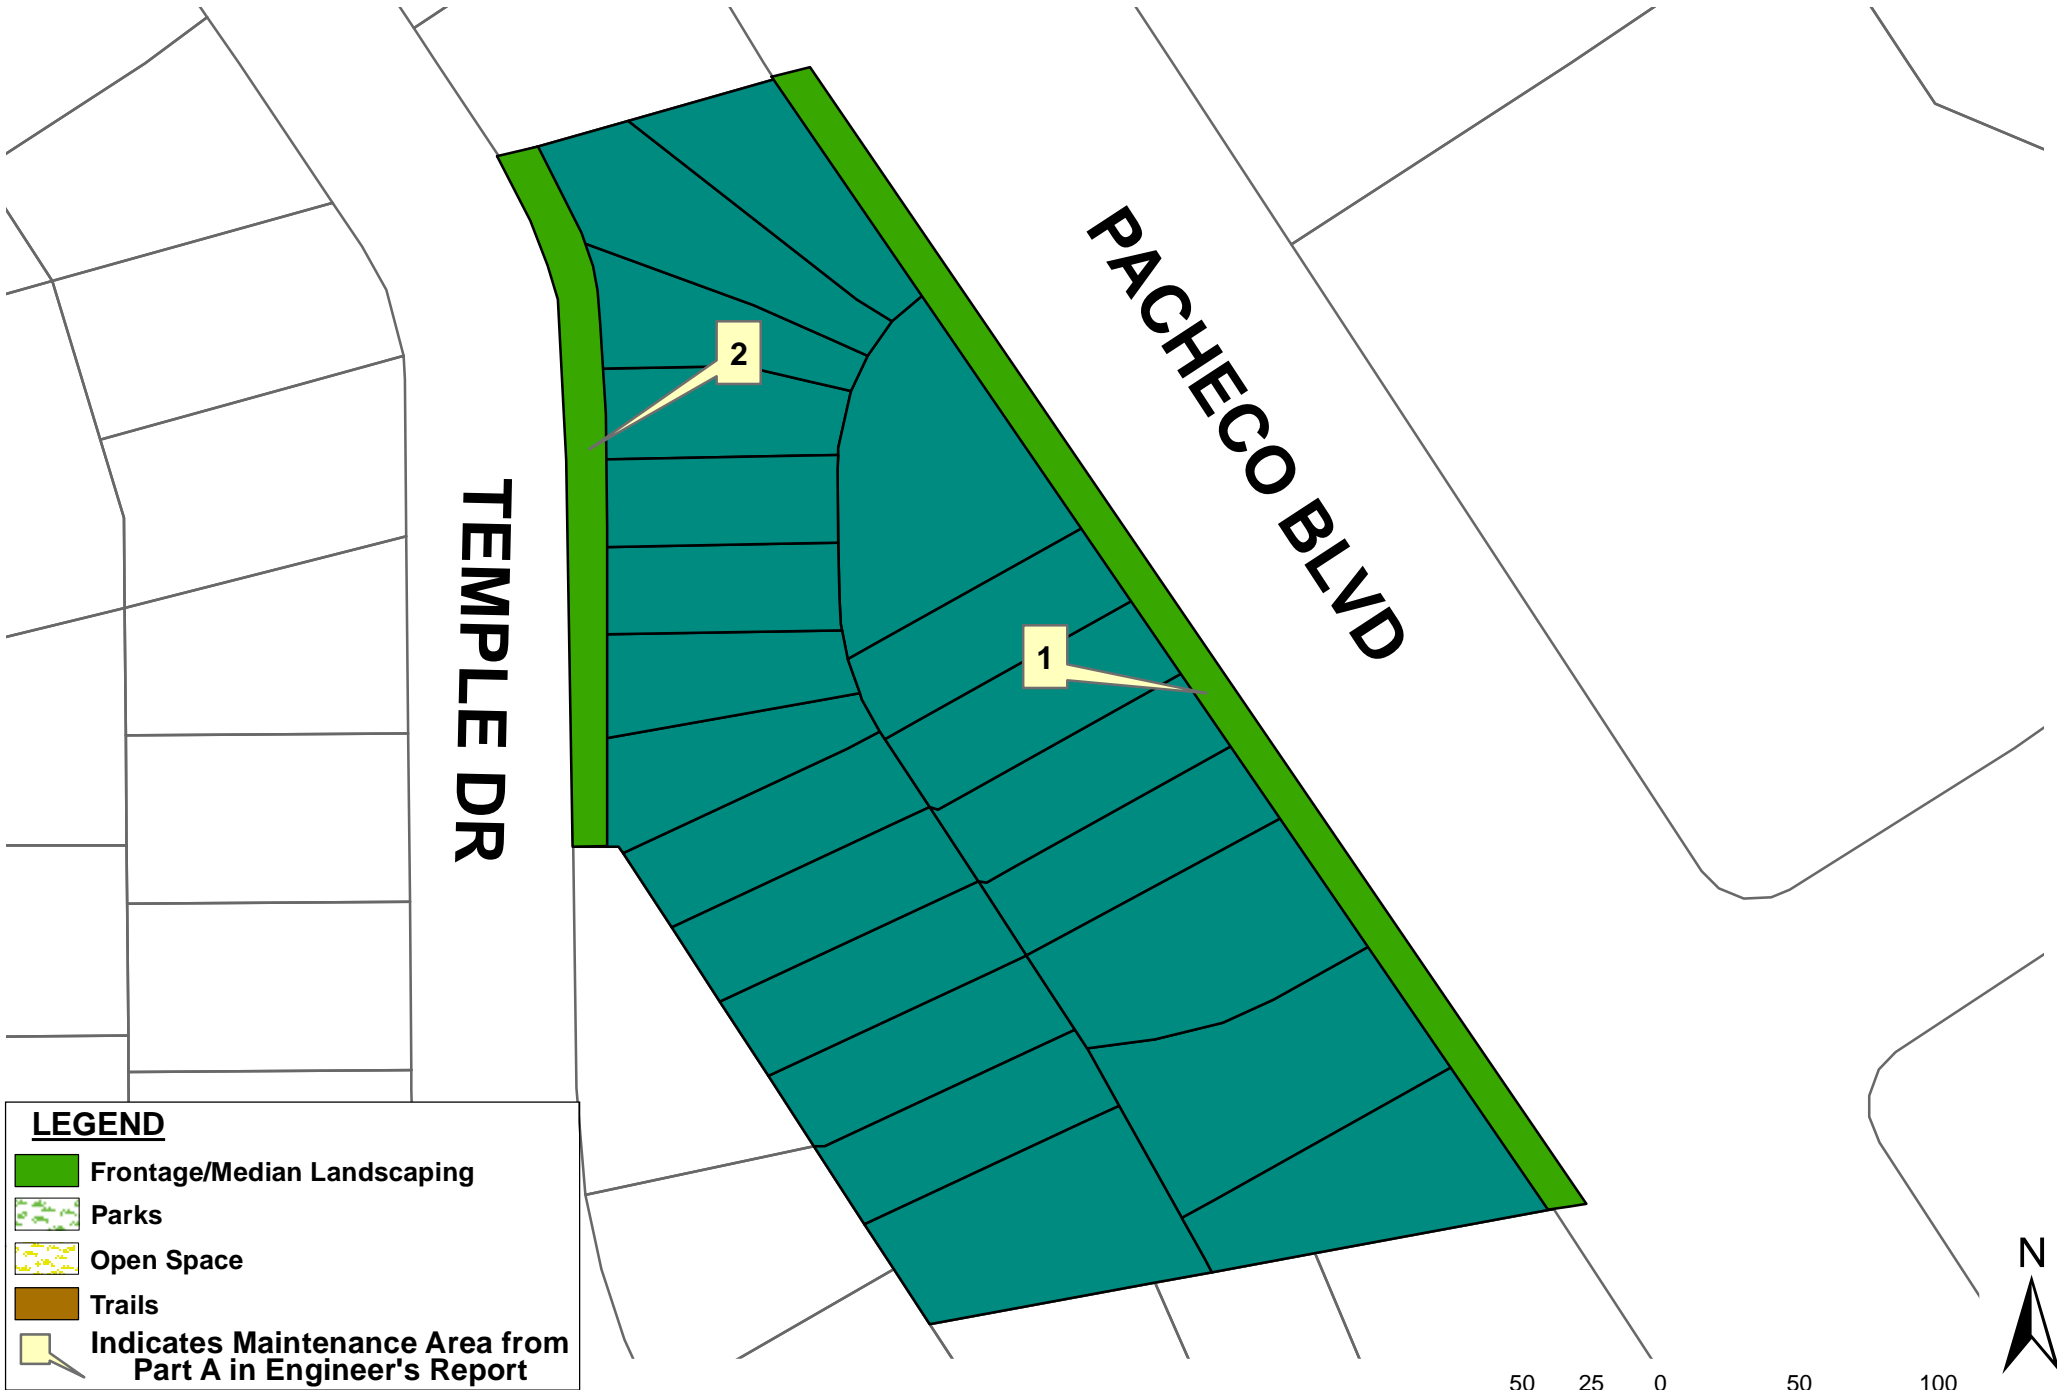 PACHECO BLVD
2
TEMPLE DR
1
LEGEND
Frontage/Median Landscaping
Parks
Open Space
Trails
Indicates Maintenance Area from
Part A in Engineer's Report
N
50 25 0 50 100